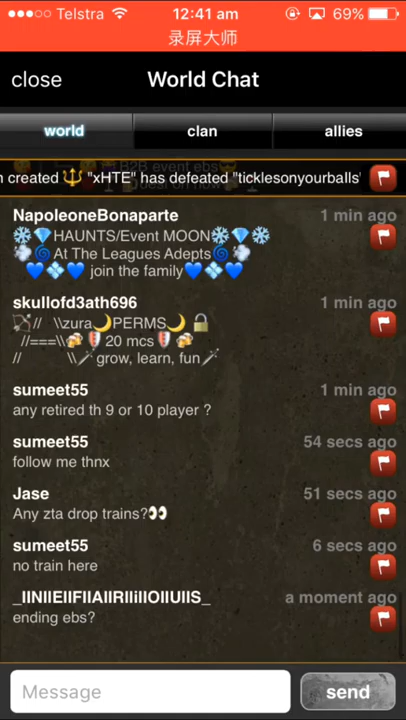 Telstra 12:41 am 69%
录屏大师
close World Chat
world clan allies
B2B event ebs
n created "xHTE" has defeated "ticklesonyourballs'
NapoleoneBonaparte 1 min ago
❄️💎HAUNTS/Event MOON❄️💎❄️
💨🌀At The Leagues Adepts🌀💨
💙💠💙 join the family💙💠💙
skullofd3ath696 1 min ago
🏹// \\zura🌙PERMS🌙 🔓
//===\\🍻 20 mcs 🍻
// \\🗡grow, learn, fun🗡
sumeet55 1 min ago
any retired th 9 or 10 player ?
sumeet55 54 secs ago
follow me thnx
Jase 51 secs ago
Any zta drop trains?👀
sumeet55 6 secs ago
no train here
a moment ago
ending ebs?
Message send